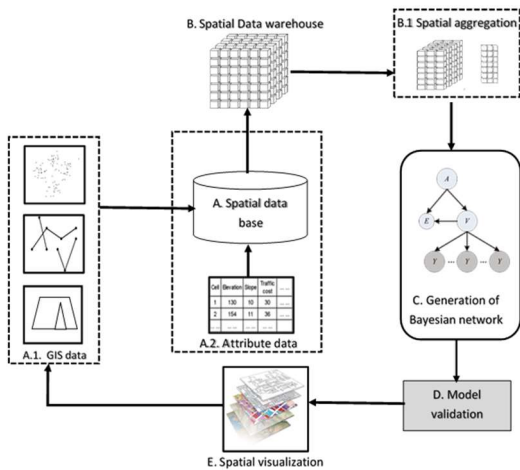 B. Spatial Data warehouse
B.1 Spatial aggregation
A. Spatial data
base
Cell Elevation Slope Traffic
cost ... ...
1 130 10 30 ... ...
2 154 11 36 ... ...
... ... ... ... ... ...
A.1. GIS data
A.2. Attribute data
A
E V
Y ... Y ... Y
C. Generation of
Bayesian network
D. Model
validation
E. Spatial visualization